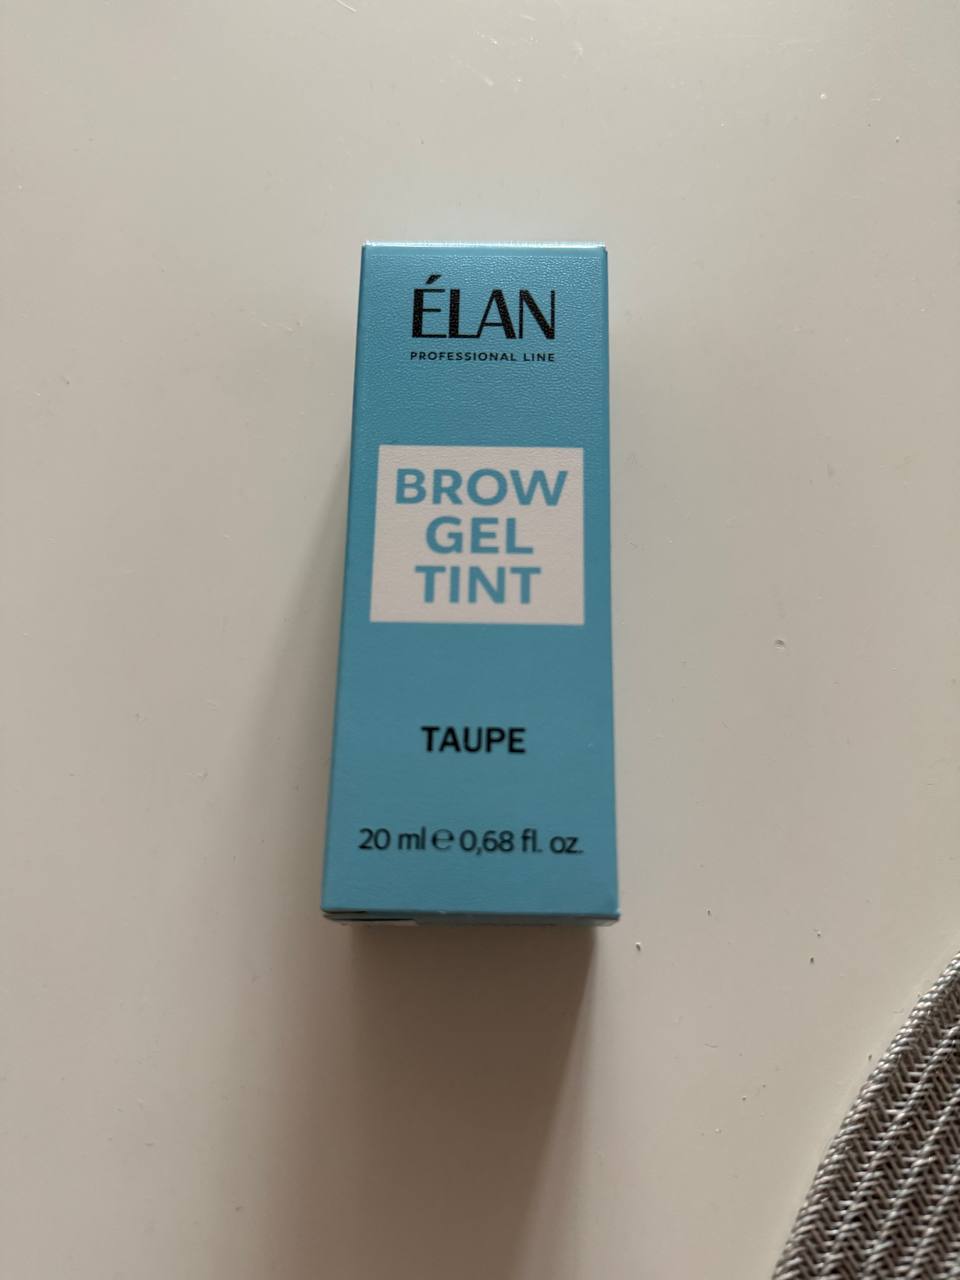 ÉLAN
PROFESSIONAL LINE
BROW
GEL
TINT
TAUPE
20 ml ℮ 0,68 fl. oz.